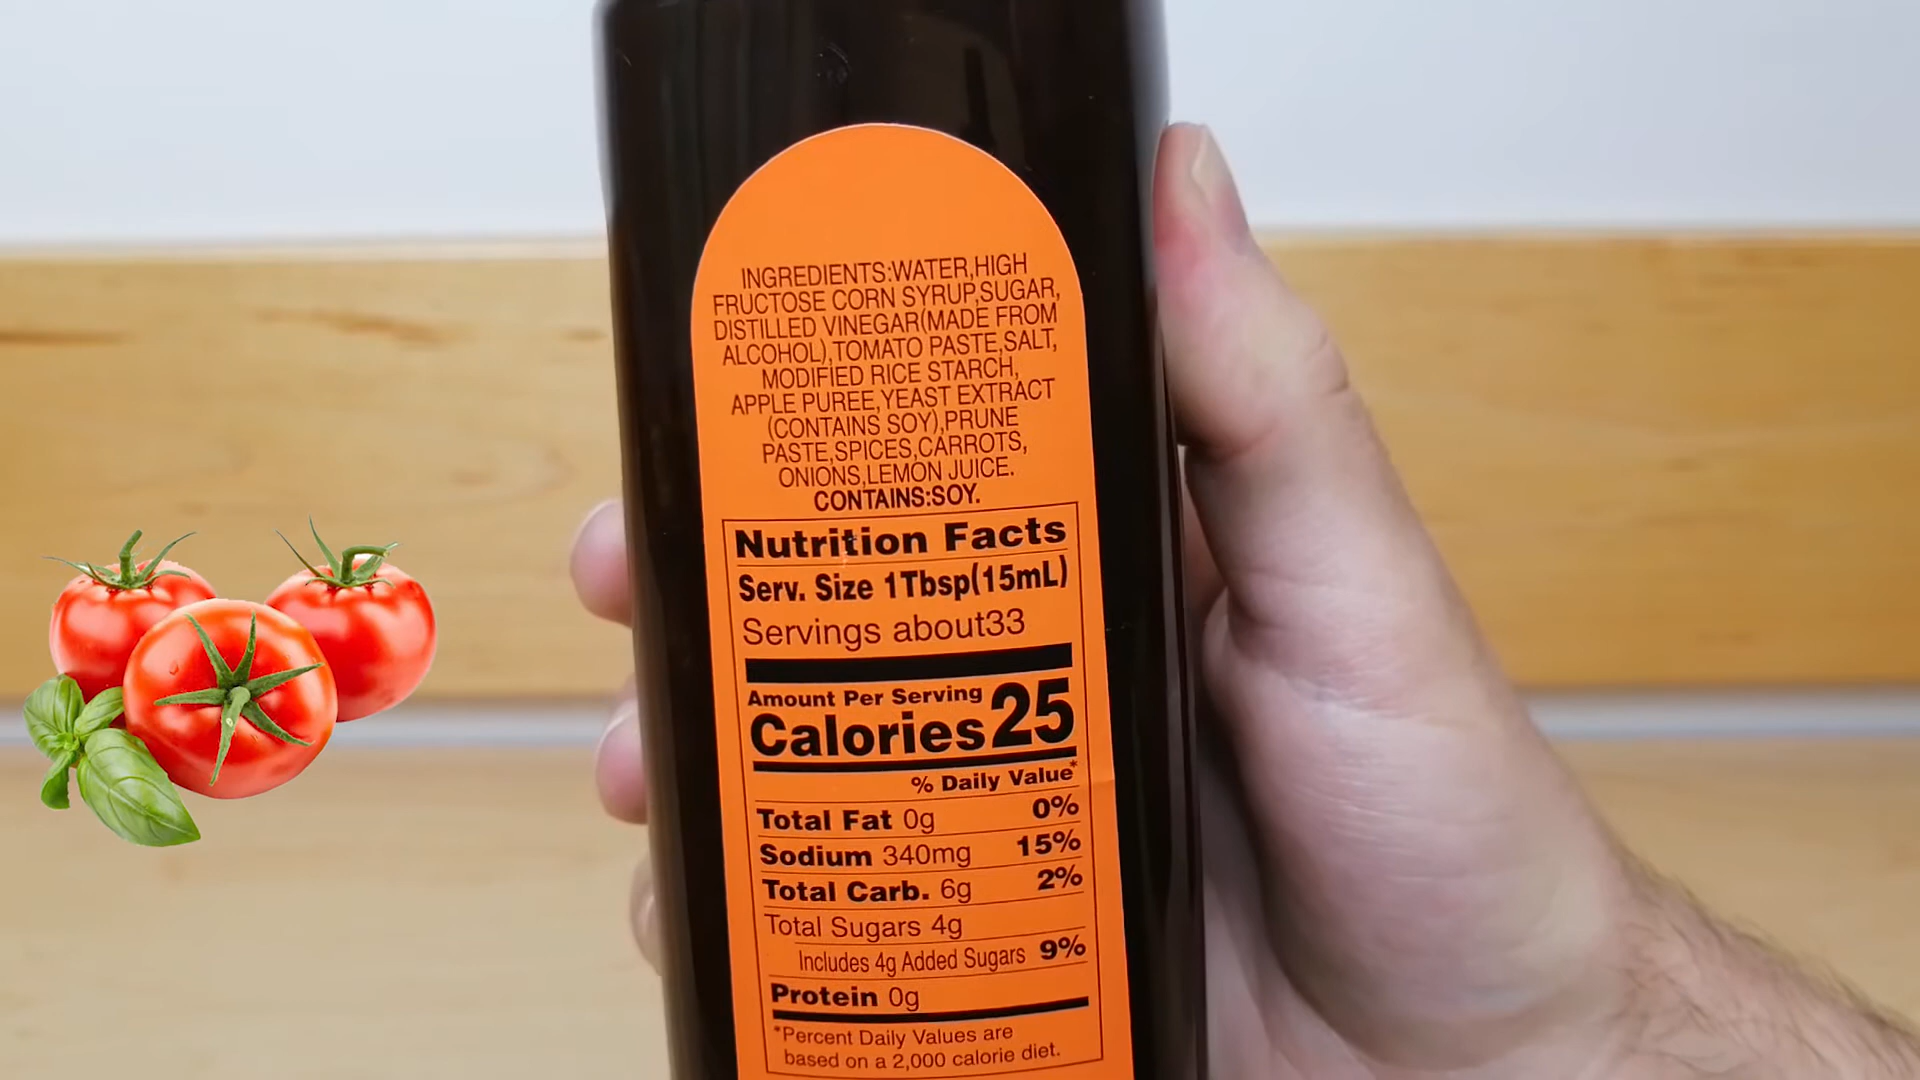 INGREDIENTS:WATER,HIGH
FRUCTOSE CORN SYRUP,SUGAR,
DISTILLED VINEGAR(MADE FROM
ALCOHOL),TOMATO PASTE,SALT,
MODIFIED RICE STARCH,
APPLE PUREE,YEAST EXTRACT
(CONTAINS SOY),PRUNE
PASTE,SPICES,CARROTS,
ONIONS,LEMON JUICE.
CONTAINS:SOY.
Nutrition Facts
Serv. Size 1Tbsp(15mL)
Servings about33
Amount Per Serving
Calories 25
% Daily Value*
Total Fat 0g 0%
Sodium 340mg 15%
Total Carb. 6g 2%
Total Sugars 4g
Includes 4g Added Sugars 9%
Protein 0g
*Percent Daily Values are
based on a 2,000 calorie diet.